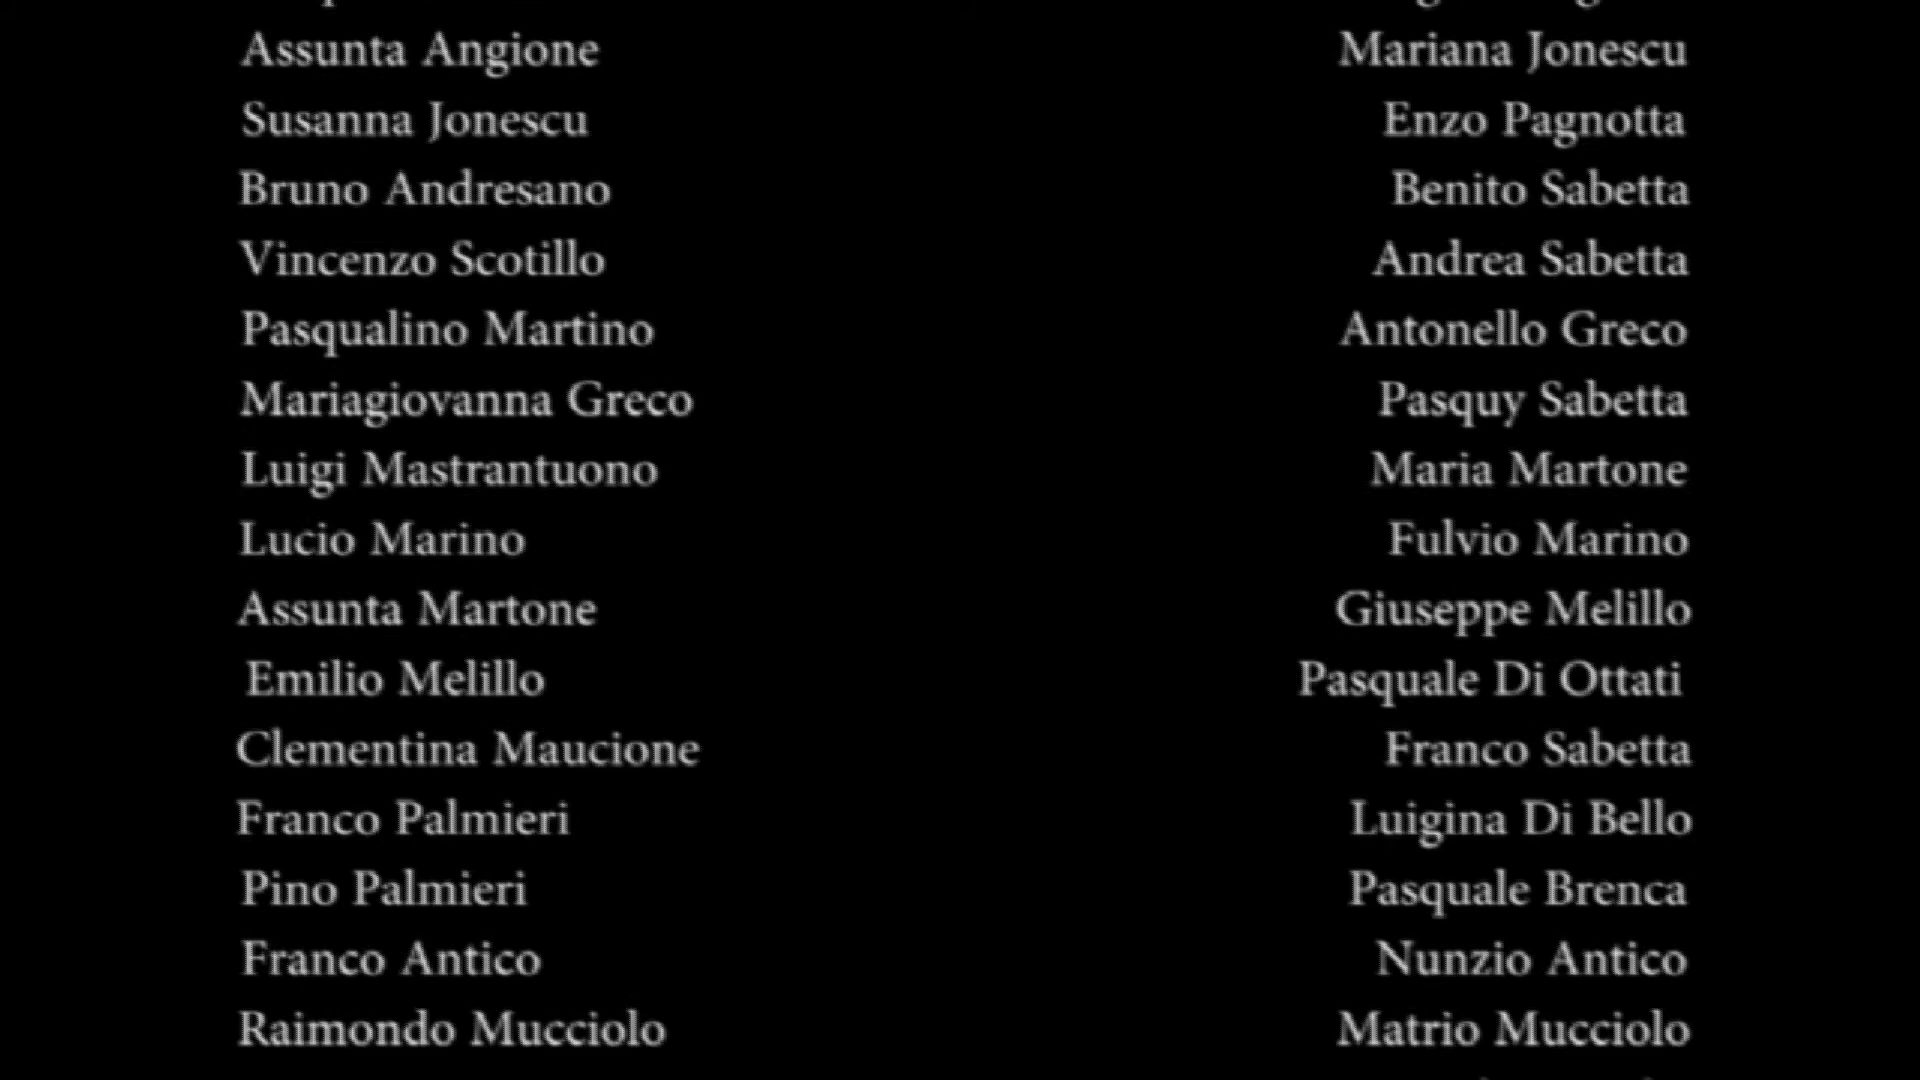 Assunta Angione Mariana Jonescu
Susanna Jonescu Enzo Pagnotta
Bruno Andresano Benito Sabetta
Vincenzo Scotillo Andrea Sabetta
Pasqualino Martino Antonello Greco
Mariagiovanna Greco Pasquy Sabetta
Luigi Mastrantuono Maria Martone
Lucio Marino Fulvio Marino
Assunta Martone Giuseppe Melillo
Emilio Melillo Pasquale Di Ottati
Clementina Maucione Franco Sabetta
Franco Palmieri Luigina Di Bello
Pino Palmieri Pasquale Brenca
Franco Antico Nunzio Antico
Raimondo Mucciolo Matrio Mucciolo